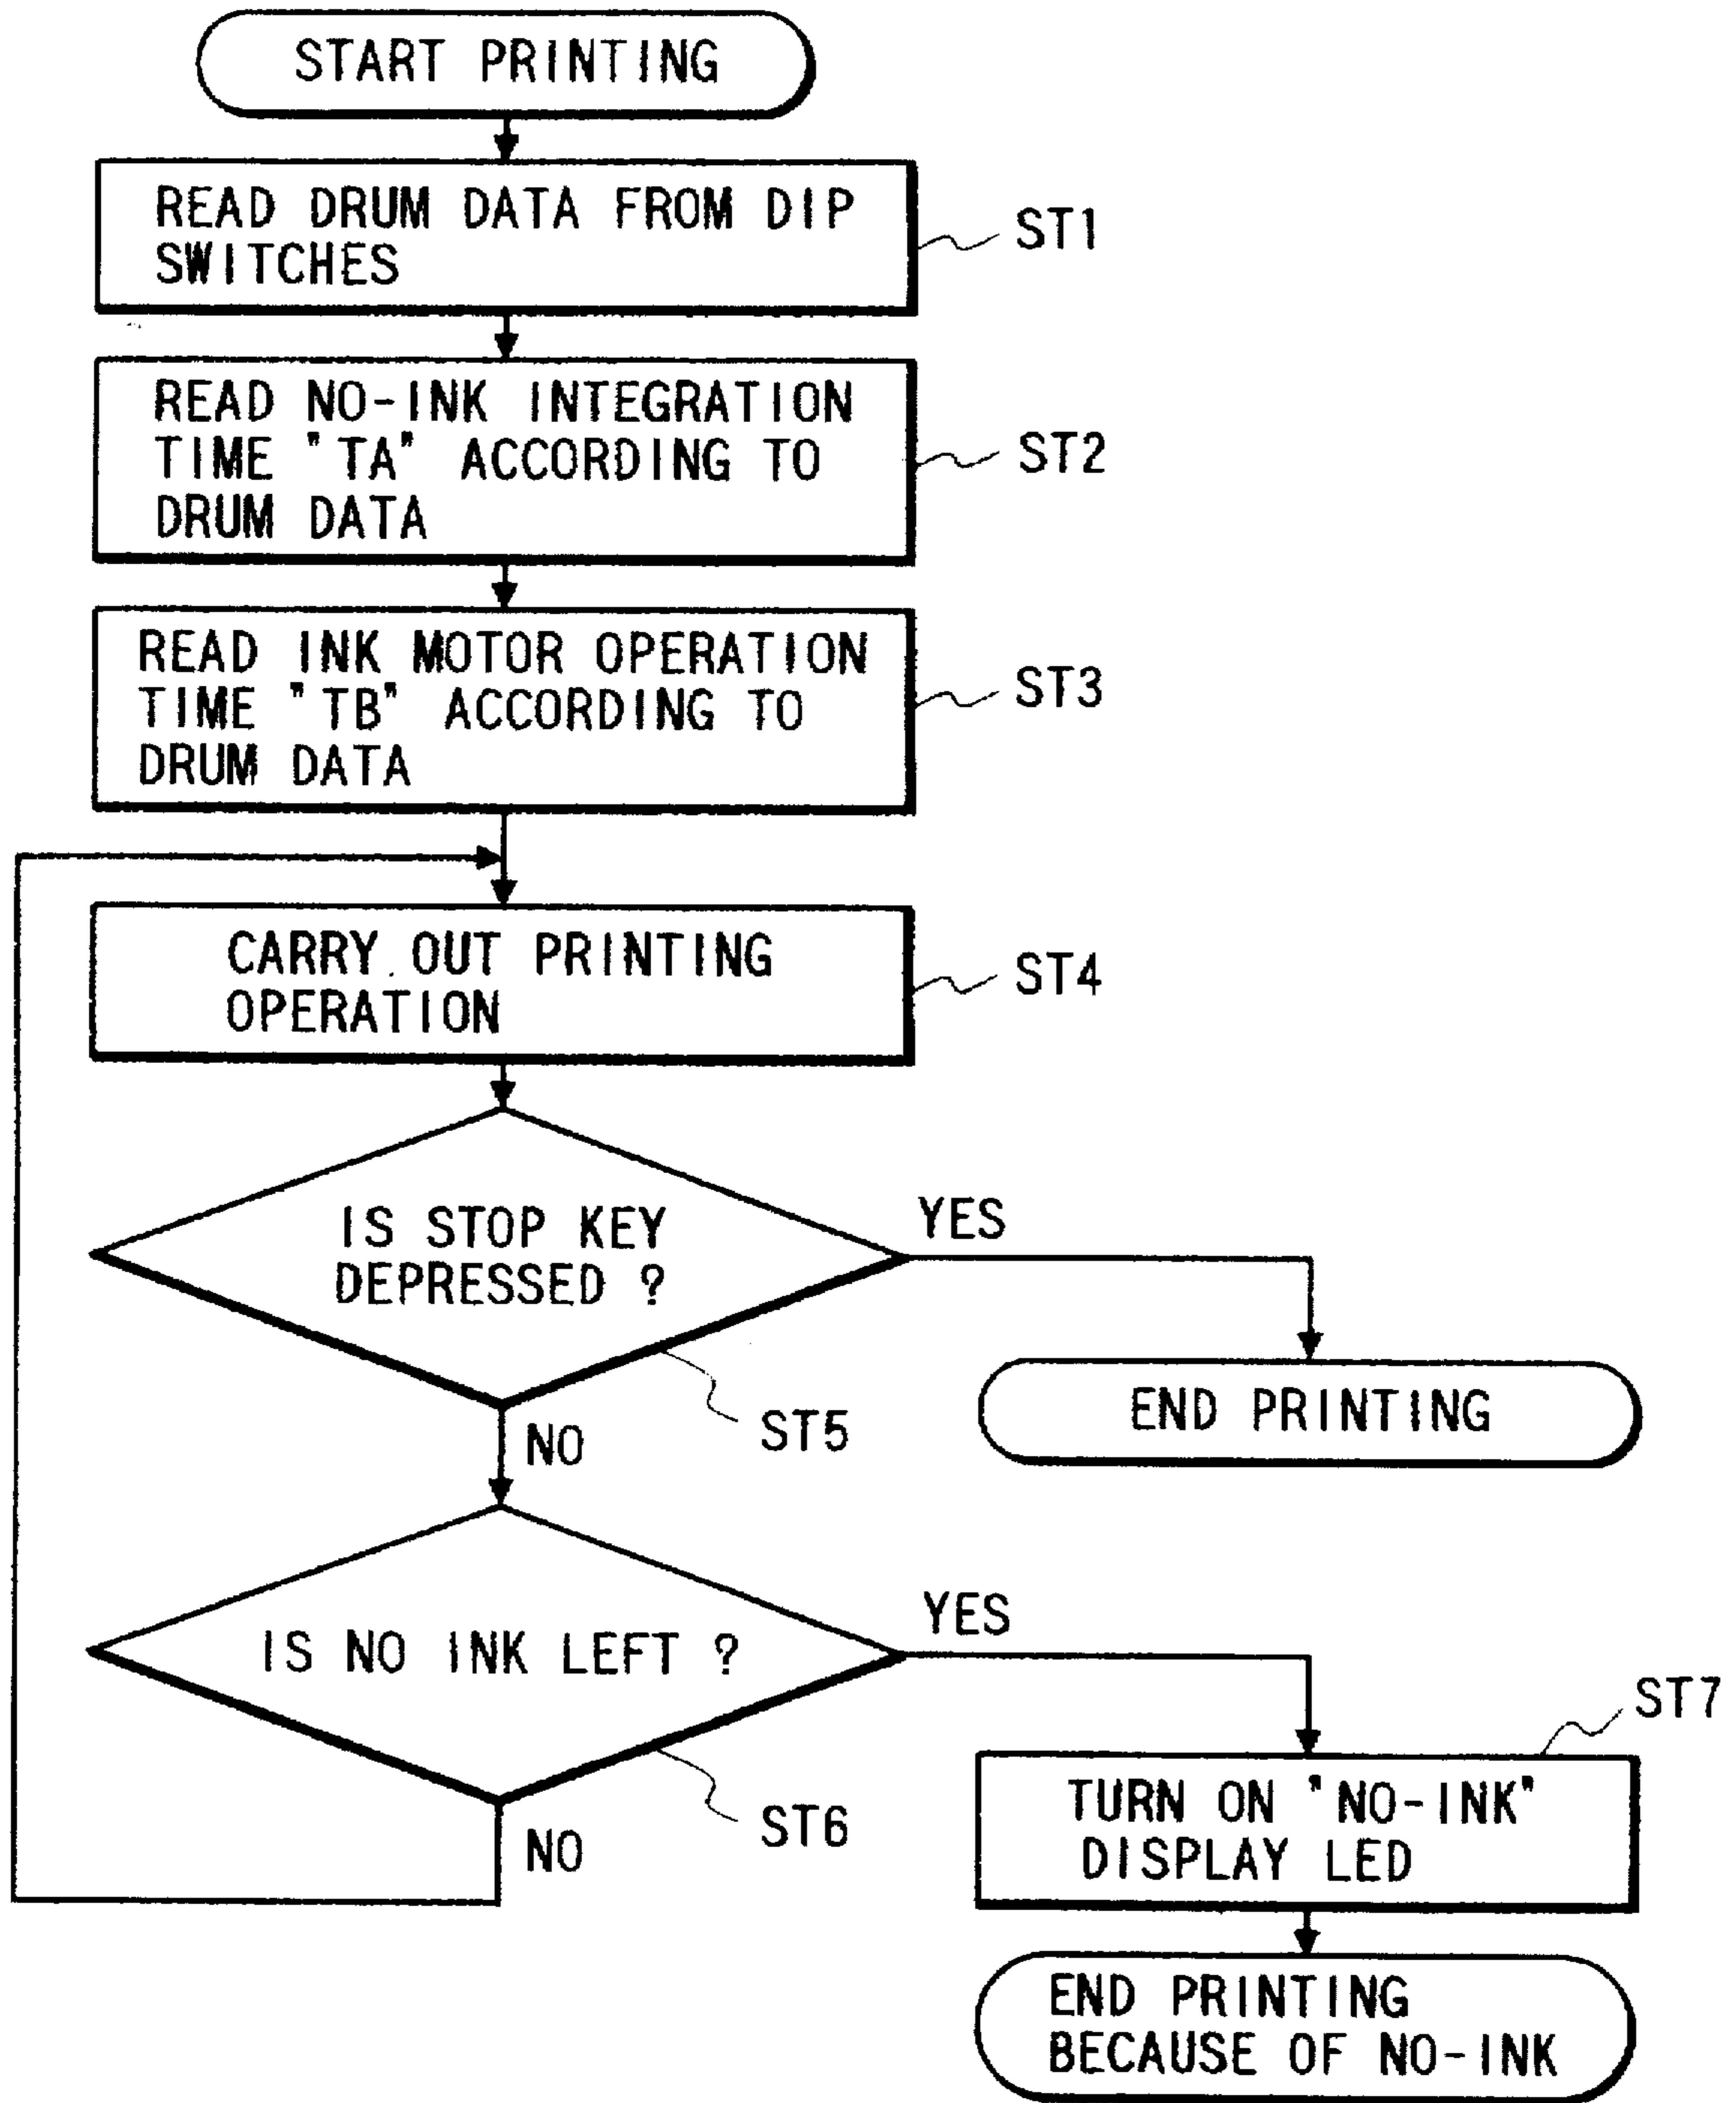 START PRINTING
READ DRUM DATA FROM DIP
SWITCHES
ST1
READ NO-INK INTEGRATION
TIME "TA" ACCORDING TO
DRUM DATA
ST2
READ INK MOTOR OPERATION
TIME "TB" ACCORDING TO
DRUM DATA
ST3
CARRY OUT PRINTING
OPERATION
ST4
IS STOP KEY
DEPRESSED ?
YES
ST5
NO
END PRINTING
IS NO INK LEFT ?
YES
ST6
NO
ST7
TURN ON "NO-INK"
DISPLAY LED
END PRINTING
BECAUSE OF NO-INK